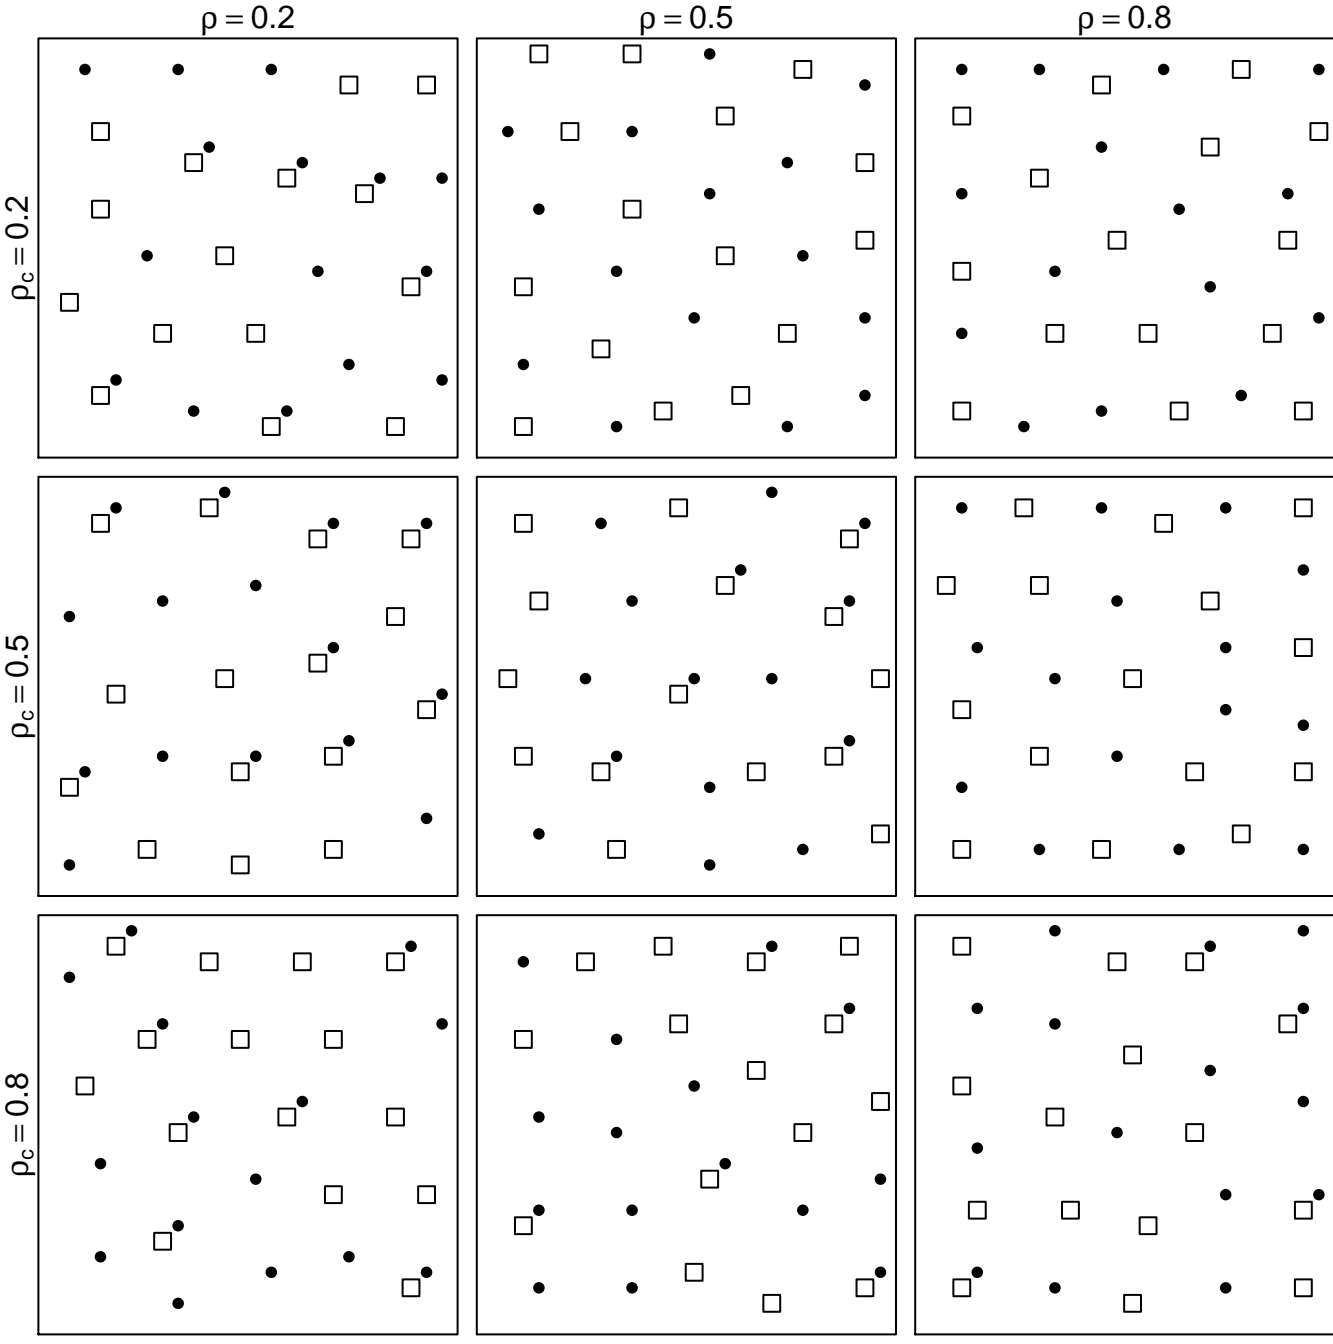 ρ = 0.2
ρ = 0.5
ρ = 0.8
ρc = 0.2
ρc = 0.5
ρc = 0.8